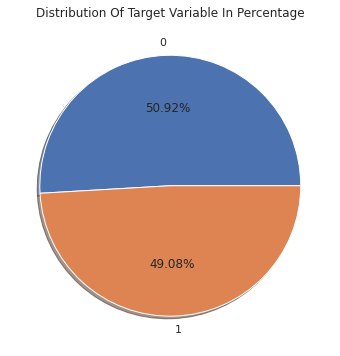 Distribution Of Target Variable In Percentage
0
50.92%
49.08%
1